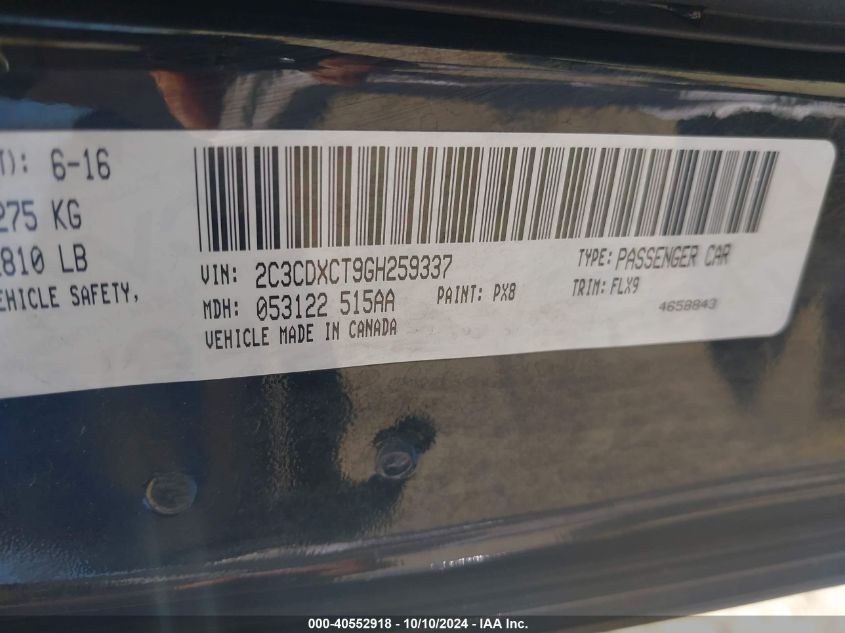 T): 6-16
275 KG
810 LB
EHICLE SAFETY,
VIN: 2C3CDXCT9GH259337
TYPE: PASSENGER CAR
MDH: 053122 515AA
PAINT: PX8
TRIM: FLX9
4658843
VEHICLE MADE IN CANADA
000-40552918 - 10/10/2024 - IAA Inc.